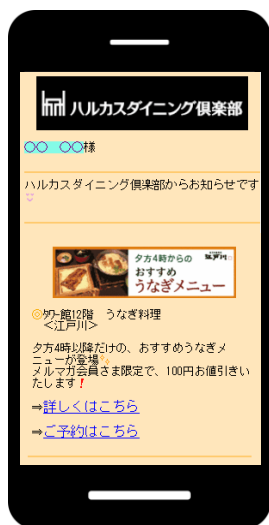 ハルカスダイニング倶楽部
○○ ○○様
ハルカスダイニング倶楽部からお知らせです
夕方4時からの 江戸川
おすすめ
うなぎメニュー
◎タワー館12階 うなぎ料理
<江戸川>
夕方4時以降だけの、おすすめうなぎメ
ニューが登場
メルマガ会員さま限定で、100円お値引きい
たします!
⇒詳しくはこちら
⇒ご予約はこちら